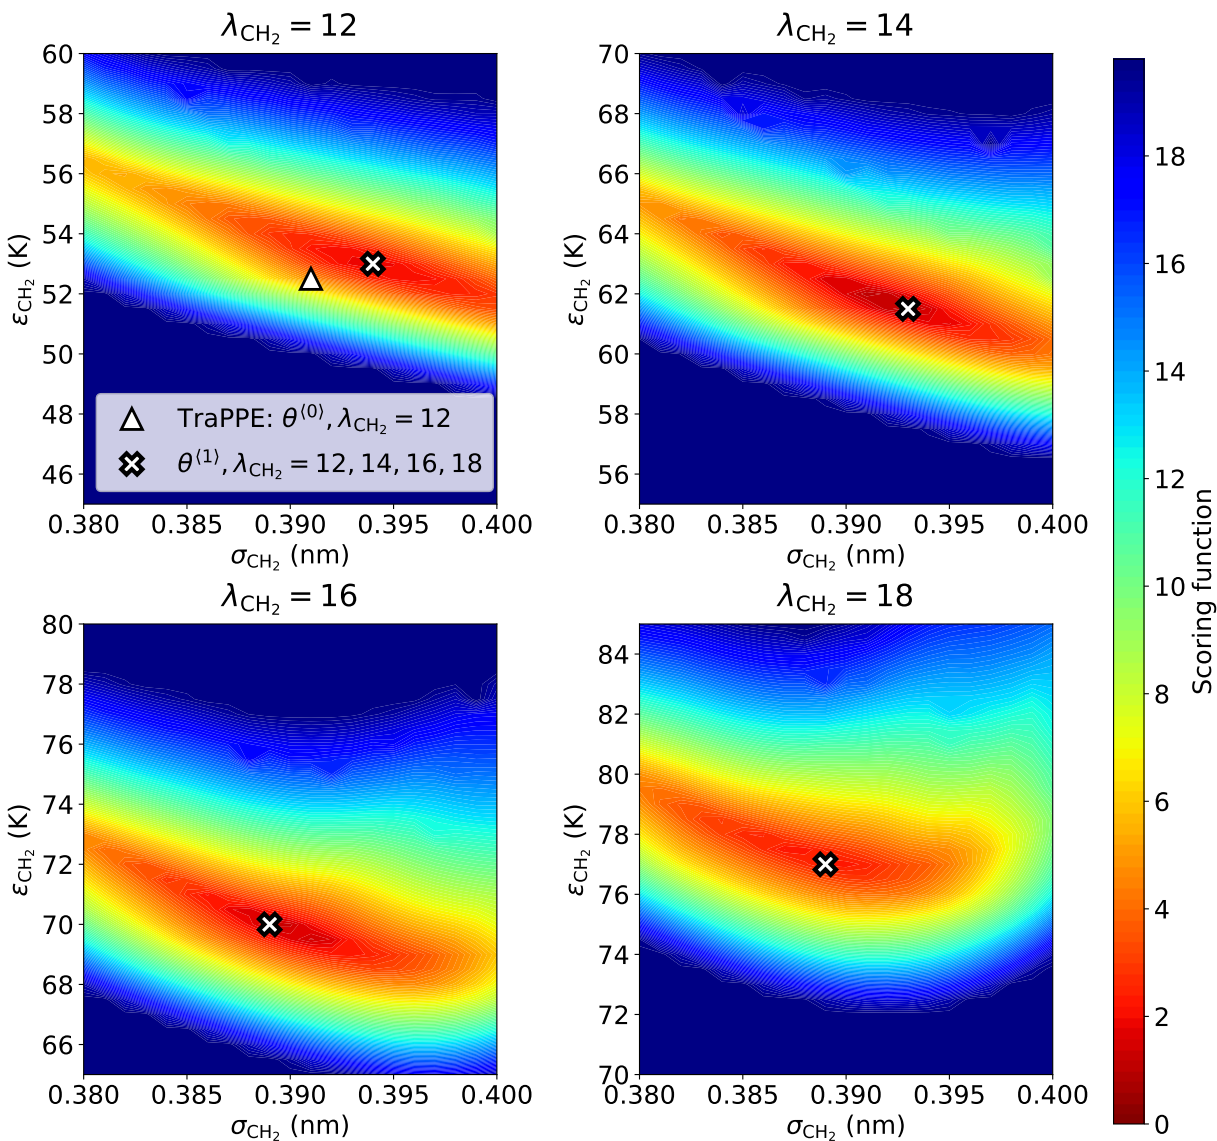 λCH2 = 12
λCH2 = 14
60
58
56
54
52
50
48
46
εCH2 (K)
TraPPE: θ⟨0⟩, λCH2 = 12
θ⟨1⟩, λCH2 = 12, 14, 16, 18
0.380 0.385 0.390 0.395 0.400
σCH2 (nm)
70
68
66
64
62
60
58
56
εCH2 (K)
0.380 0.385 0.390 0.395 0.400
σCH2 (nm)
λCH2 = 16
λCH2 = 18
80
78
76
74
72
70
68
66
εCH2 (K)
0.380 0.385 0.390 0.395 0.400
σCH2 (nm)
84
82
80
78
76
74
72
70
εCH2 (K)
0.380 0.385 0.390 0.395 0.400
σCH2 (nm)
18
16
14
12
10
8
6
4
2
0
Scoring function